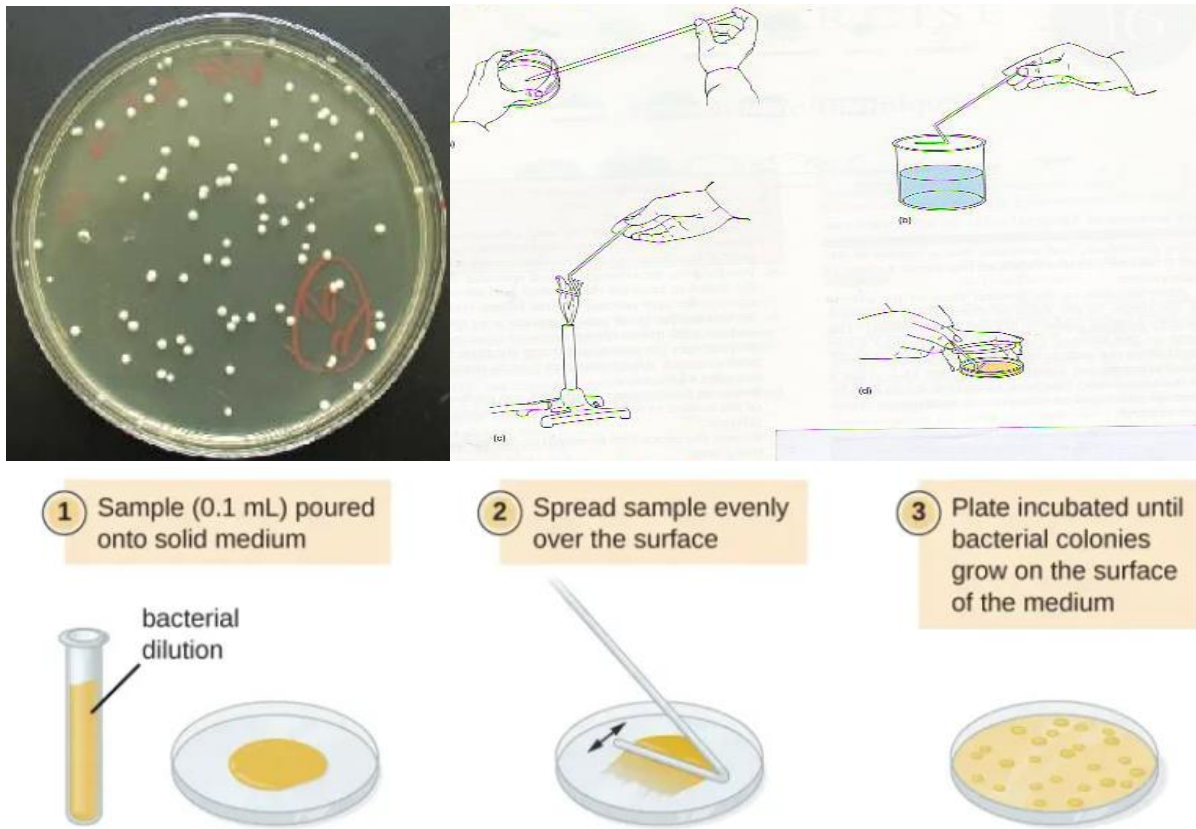 )
(b)
(c)
(d)
1 Sample (0.1 mL) poured
onto solid medium
2 Spread sample evenly
over the surface
3 Plate incubated until
bacterial colonies
grow on the surface
of the medium
bacterial
dilution